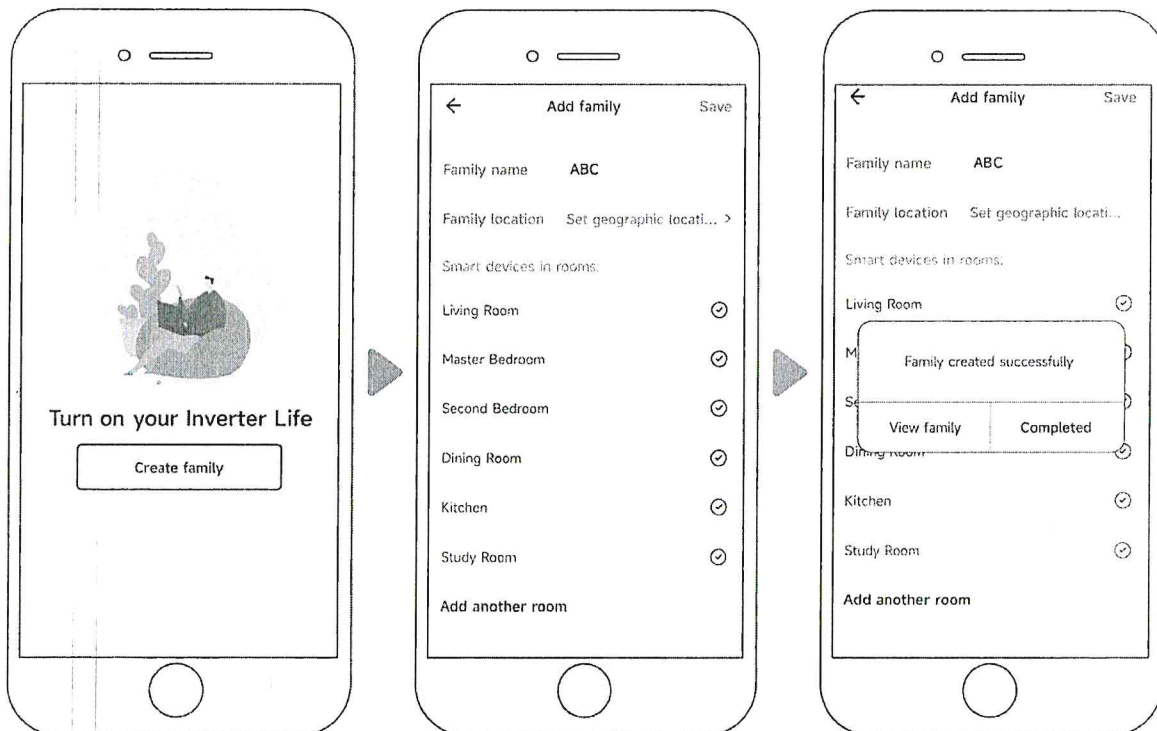 Turn on your Inverter Life
Create family
Add family Save
Family name ABC
Family location Set geographic locati... >
Smart devices in rooms:
Living Room
Master Bedroom
Second Bedroom
Dining Room
Kitchen
Study Room
Add another room
Add family Save
Family name ABC
Family location Set geographic locati...
Smart devices in rooms:
Living Room
M
Family created successfully
Se
View family Completed
Dining Room
Kitchen
Study Room
Add another room